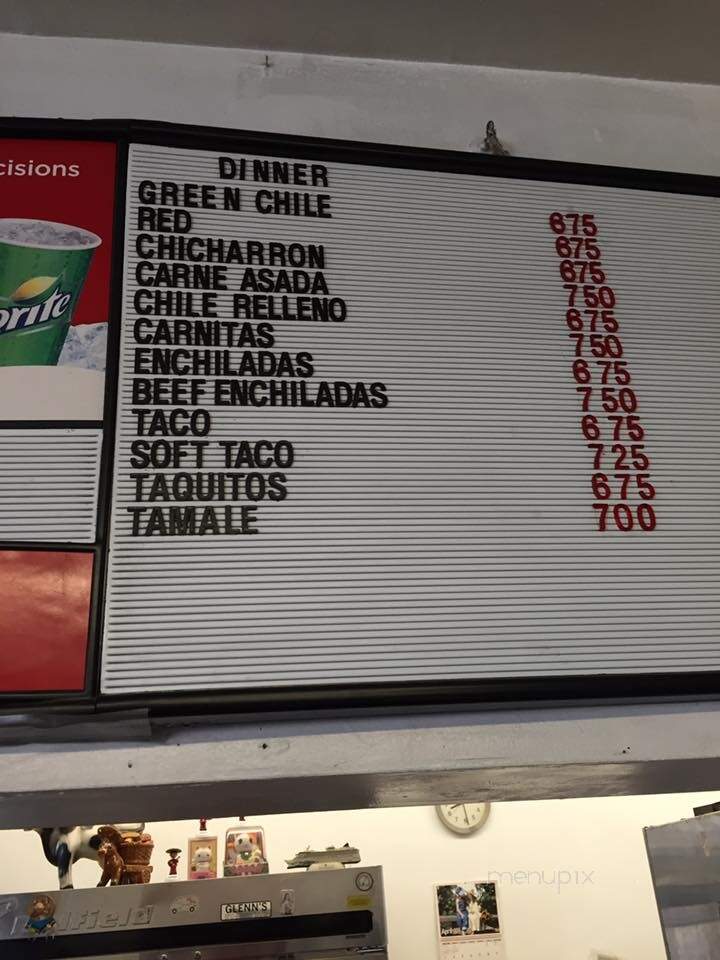 cisions
prite
DINNER
GREEN CHILE 675
RED 675
CHICHARRON 675
CARNE ASADA 750
CHILE RELLENO 675
CARNITAS 750
ENCHILADAS 675
BEEF ENCHILADAS 750
TACO 675
SOFT TACO 725
TAQUITOS 675
TAMALE 700
menupix
GLENN'S